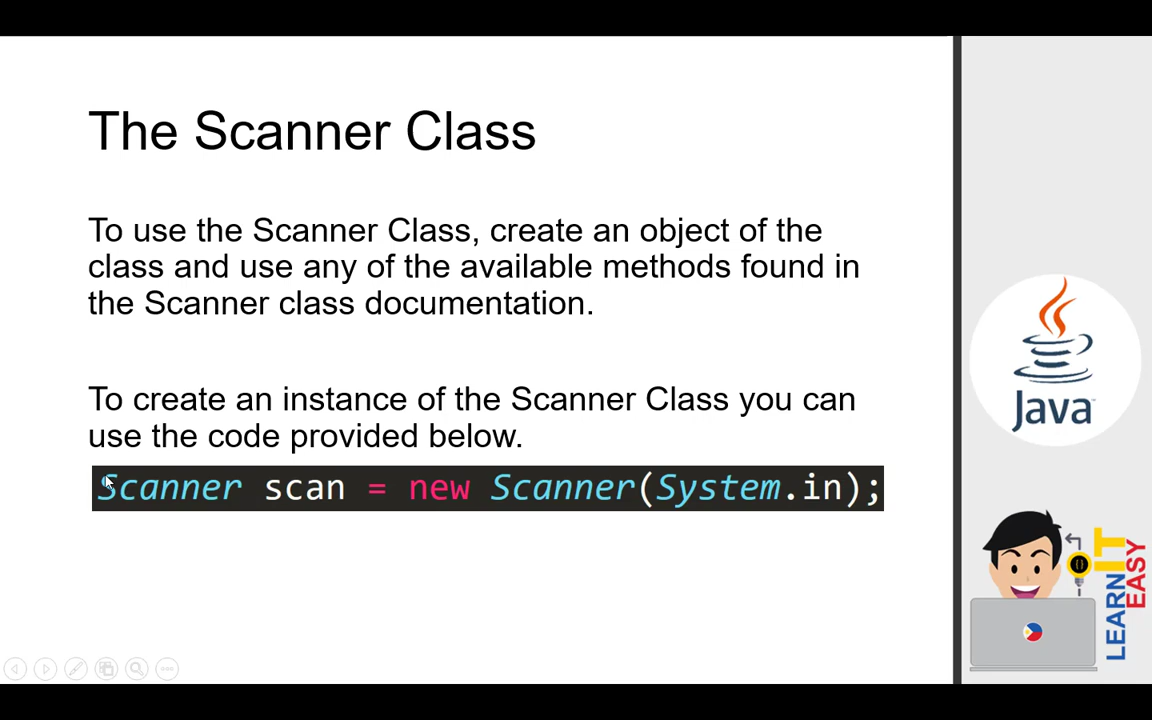 The Scanner Class
To use the Scanner Class, create an object of the
class and use any of the available methods found in
the Scanner class documentation.
To create an instance of the Scanner Class you can
use the code provided below.
Scanner scan = new Scanner(System.in);
Java
LEARN IT
EASY